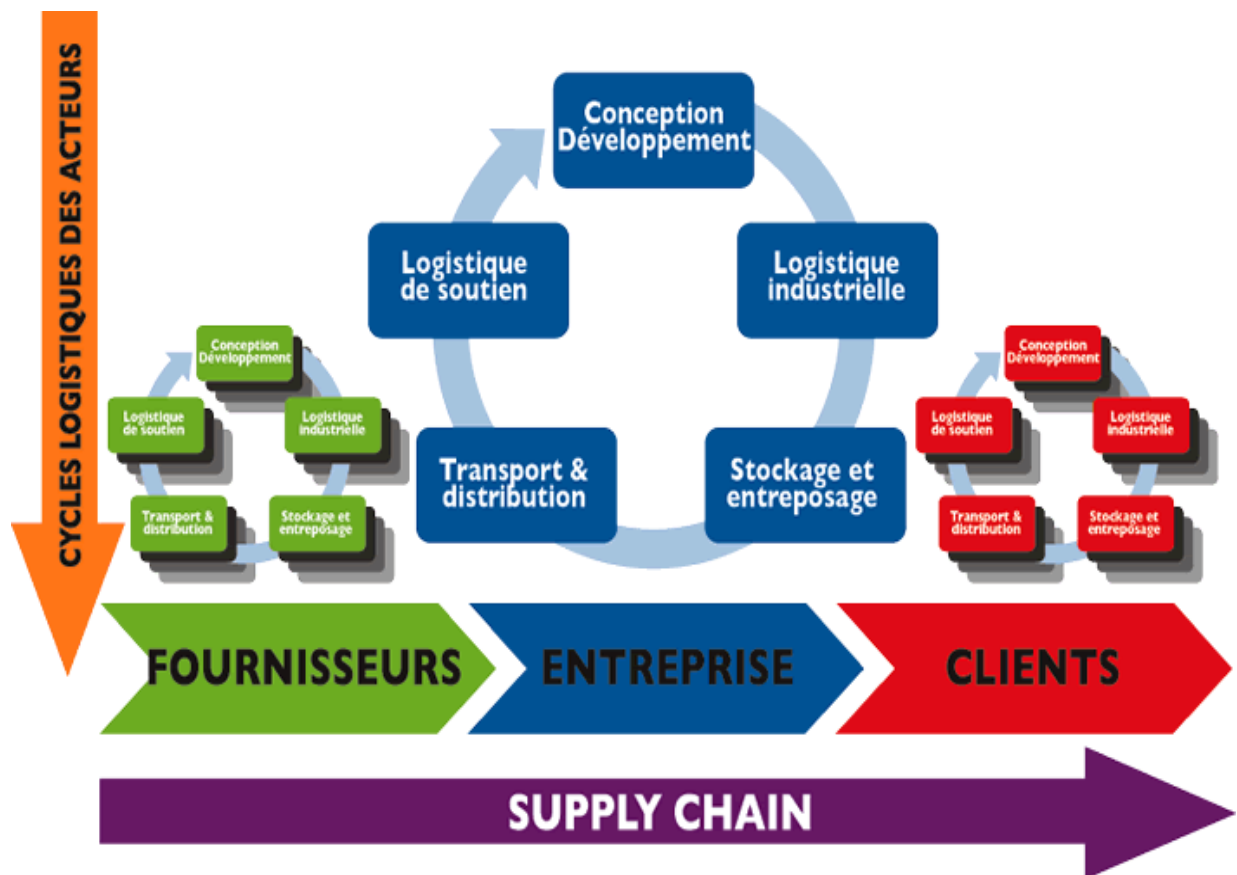 CYCLES LOGISTIQUES DES ACTEURS
Conception
Développement
Logistique
de soutien
Logistique
industrielle
Transport &
distribution
Stockage et
entreposage
Conception
Développement
Logistique
de soutien
Logistique
industrielle
Transport &
distribution
Stockage et
entreposage
Conception
Développement
Logistique
de soutien
Logistique
industrielle
Transport &
distribution
Stockage et
entreposage
FOURNISSEURS
ENTREPRISE
CLIENTS
SUPPLY CHAIN